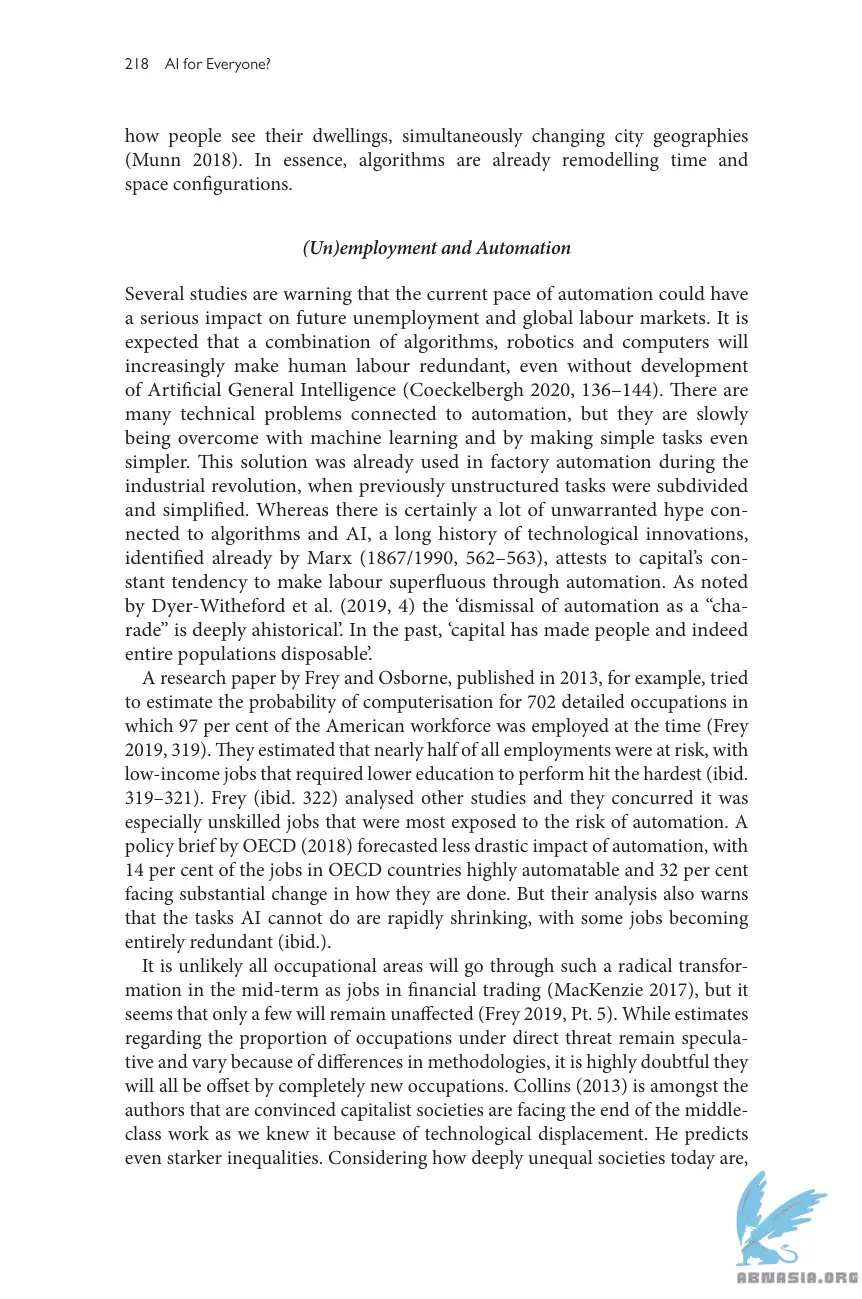 218 AI for Everyone?
how people see their dwellings, simultaneously changing city geographies
(Munn 2018). In essence, algorithms are already remodelling time and
space configurations.
(Un)employment and Automation
Several studies are warning that the current pace of automation could have
a serious impact on future unemployment and global labour markets. It is
expected that a combination of algorithms, robotics and computers will
increasingly make human labour redundant, even without development
of Artificial General Intelligence (Coeckelbergh 2020, 136–144). There are
many technical problems connected to automation, but they are slowly
being overcome with machine learning and by making simple tasks even
simpler. This solution was already used in factory automation during the
industrial revolution, when previously unstructured tasks were subdivided
and simplified. Whereas there is certainly a lot of unwarranted hype con-
nected to algorithms and AI, a long history of technological innovations,
identified already by Marx (1867/1990, 562–563), attests to capital’s con-
stant tendency to make labour superfluous through automation. As noted
by Dyer-Witheford et al. (2019, 4) the ‘dismissal of automation as a “cha-
rade” is deeply ahistorical’. In the past, ‘capital has made people and indeed
entire populations disposable’.
A research paper by Frey and Osborne, published in 2013, for example, tried
to estimate the probability of computerisation for 702 detailed occupations in
which 97 per cent of the American workforce was employed at the time (Frey
2019, 319). They estimated that nearly half of all employments were at risk, with
low-income jobs that required lower education to perform hit the hardest (ibid.
319–321). Frey (ibid. 322) analysed other studies and they concurred it was
especially unskilled jobs that were most exposed to the risk of automation. A
policy brief by OECD (2018) forecasted less drastic impact of automation, with
14 per cent of the jobs in OECD countries highly automatable and 32 per cent
facing substantial change in how they are done. But their analysis also warns
that the tasks AI cannot do are rapidly shrinking, with some jobs becoming
entirely redundant (ibid.).
It is unlikely all occupational areas will go through such a radical transfor-
mation in the mid-term as jobs in financial trading (MacKenzie 2017), but it
seems that only a few will remain unaffected (Frey 2019, Pt. 5). While estimates
regarding the proportion of occupations under direct threat remain specula-
tive and vary because of differences in methodologies, it is highly doubtful they
will all be offset by completely new occupations. Collins (2013) is amongst the
authors that are convinced capitalist societies are facing the end of the middle-
class work as we knew it because of technological displacement. He predicts
even starker inequalities. Considering how deeply unequal societies today are,
ABNASIA.ORG